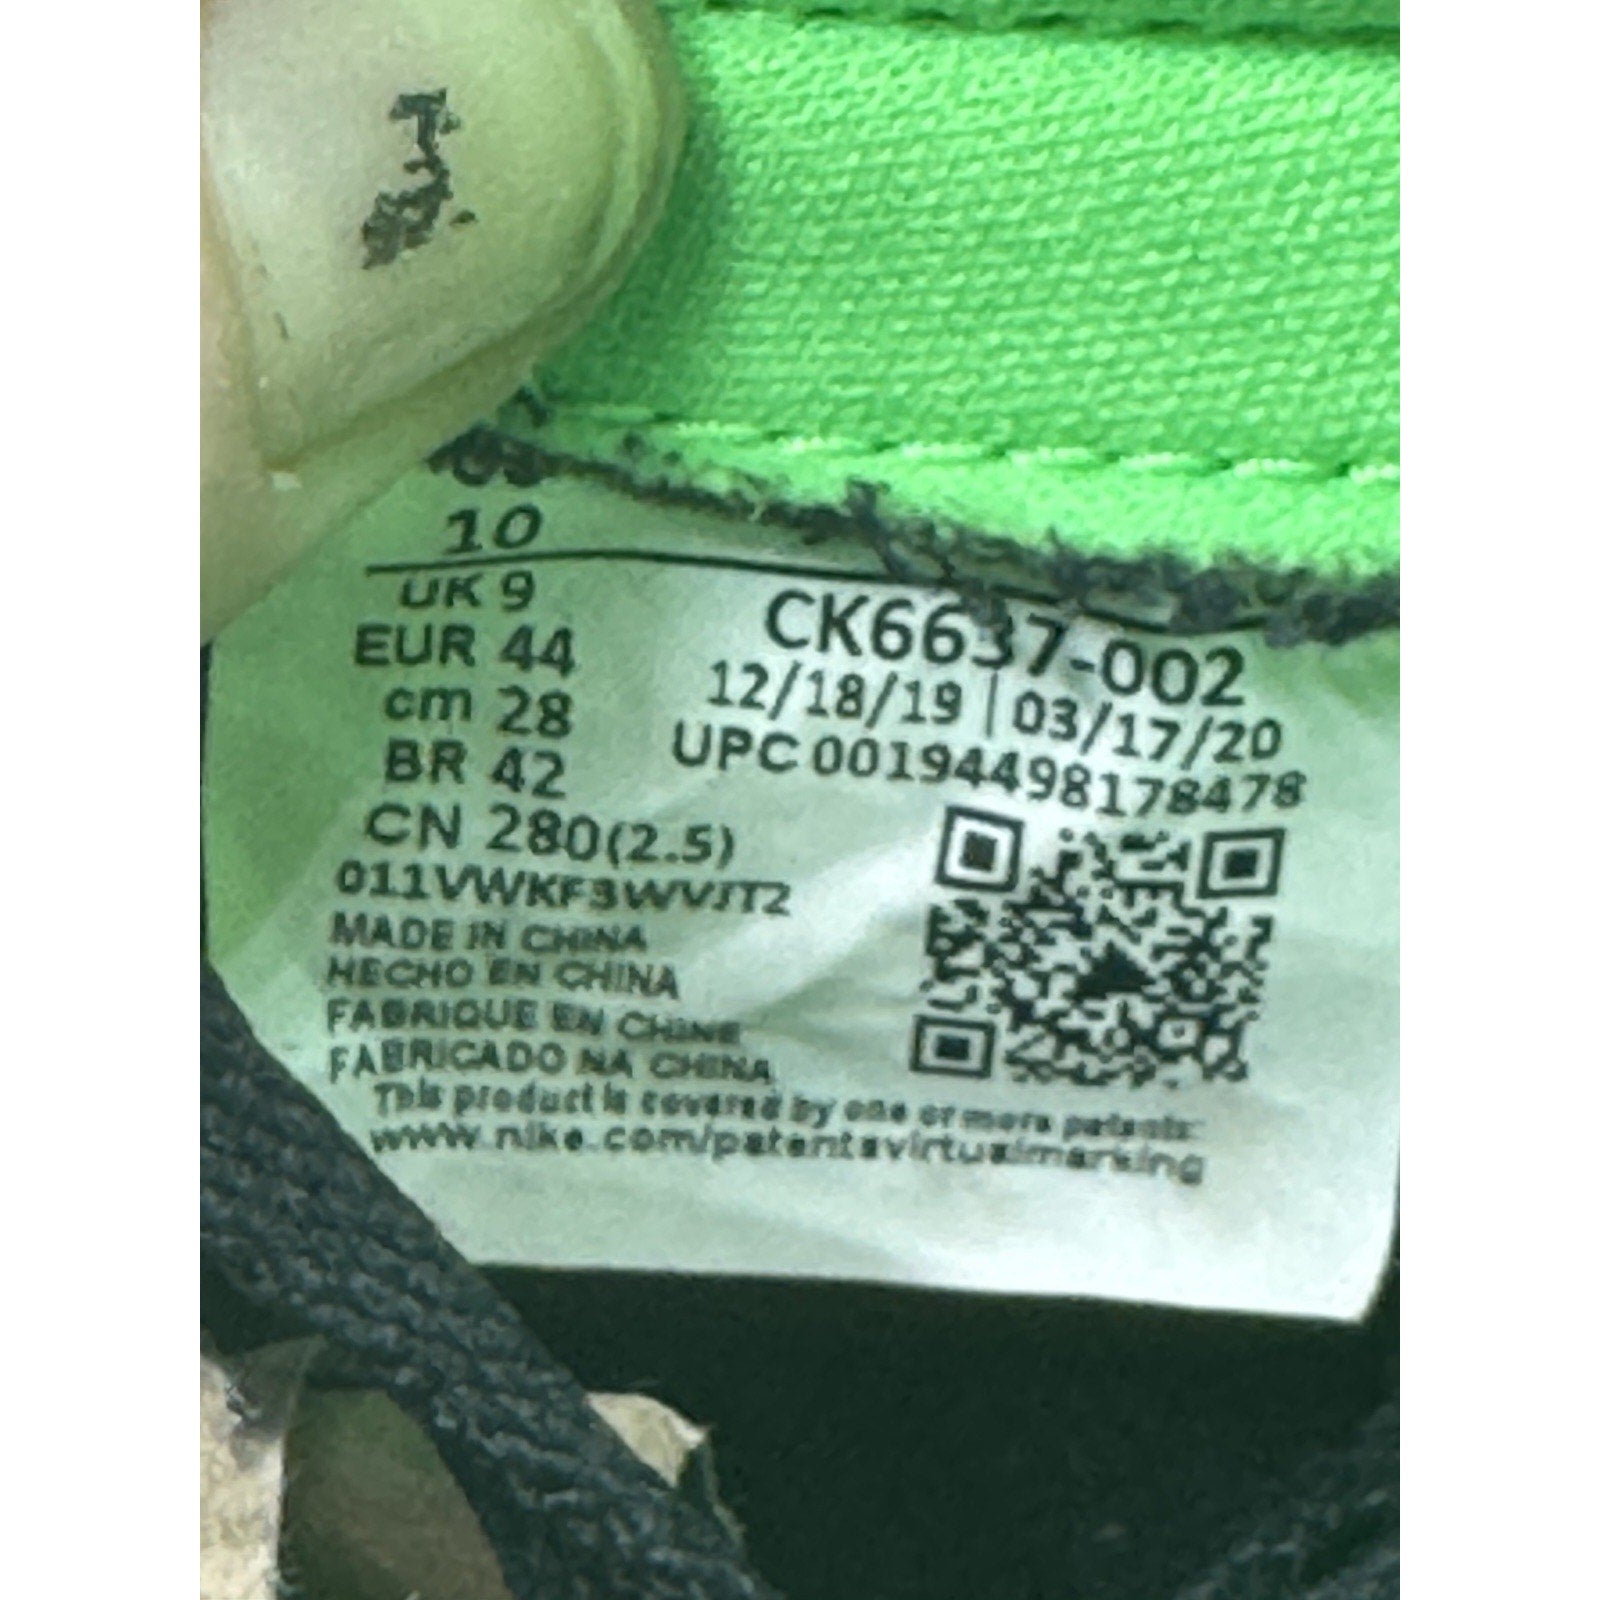 10
UK 9
EUR 44
cm 28
BR 42
CN 280(2.5)
CK6637-002
12/18/19 | 03/17/20
UPC 00194498178478
011VWKF3WVJT2
MADE IN CHINA
HECHO EN CHINA
FABRIQUE EN CHINE
FABRICADO NA CHINA
This product is covered by one or more patents:
www.nike.com/patentsvirtualmarking